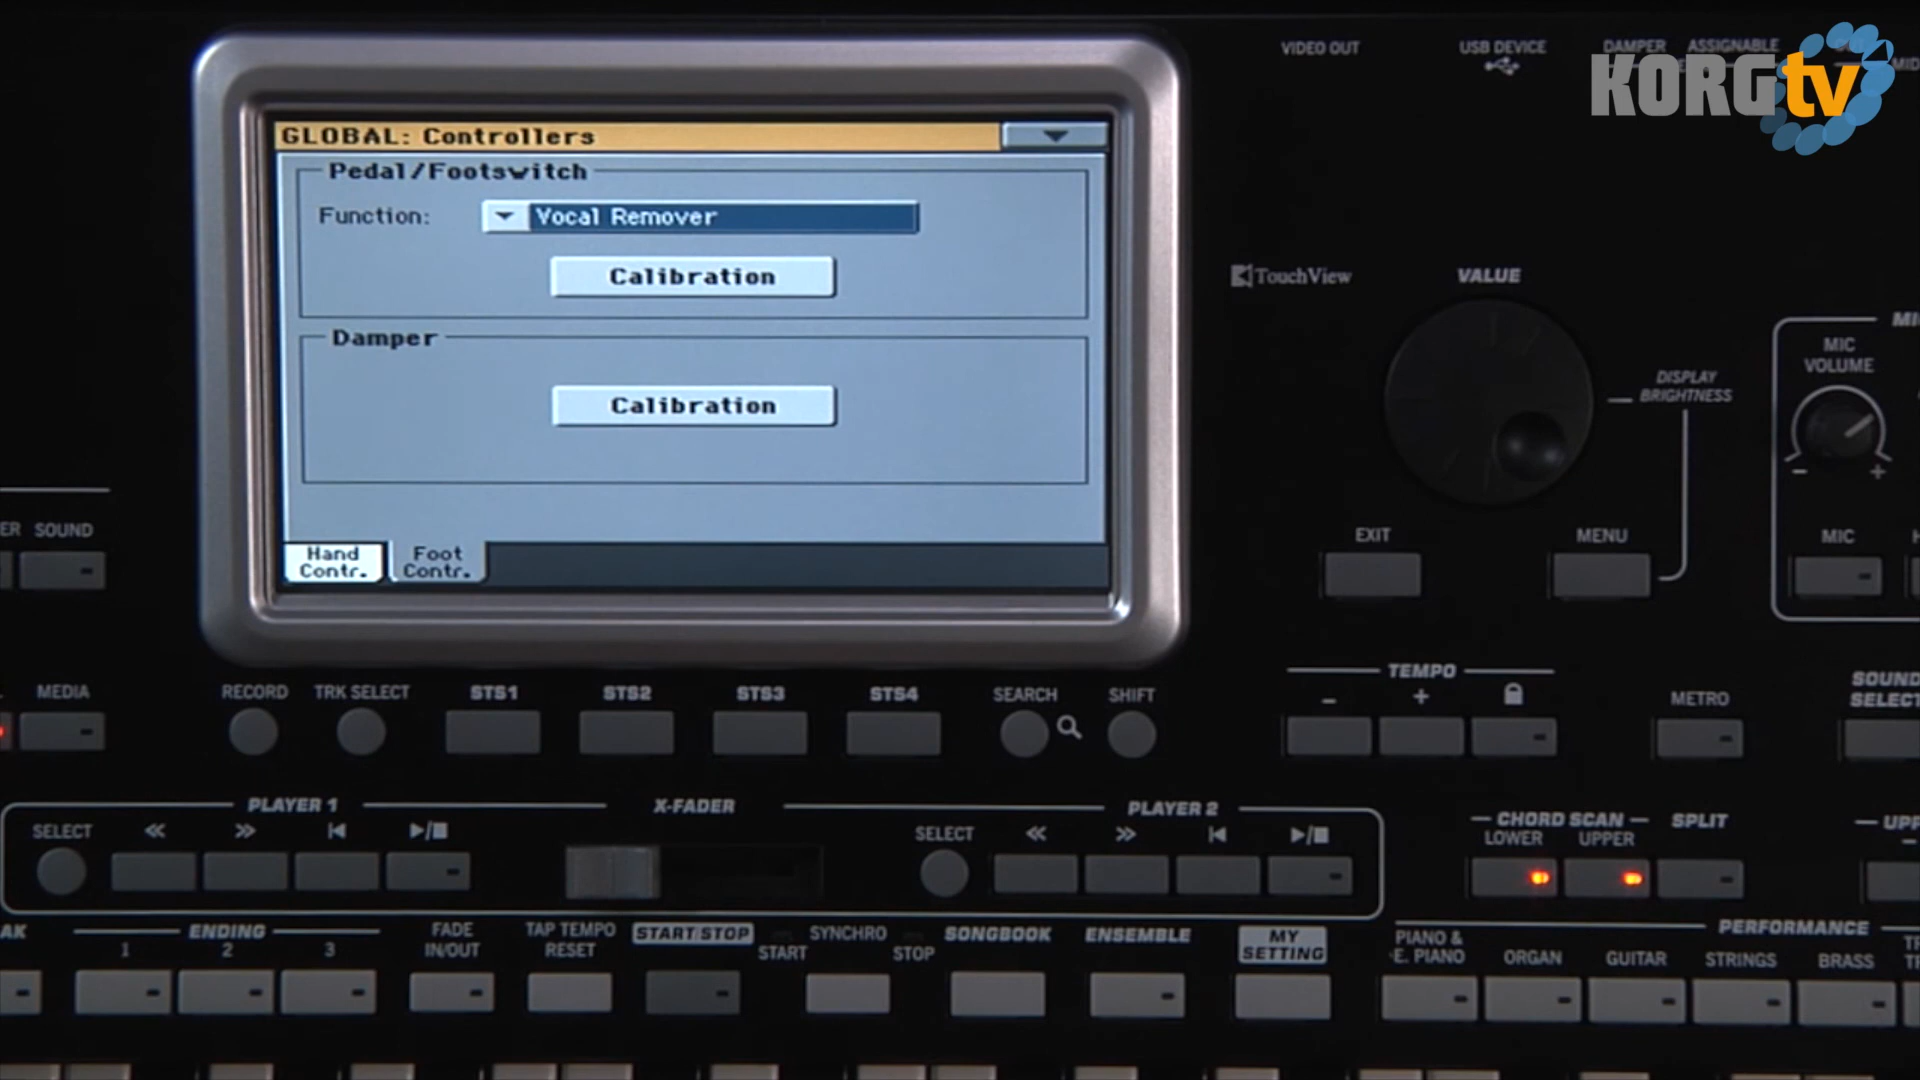 KORG tv
VIDEO OUT
USB DEVICE
DAMPER
ASSIGNABLE
GLOBAL: Controllers
Pedal/Footswitch
Function:
Vocal Remover
Calibration
Damper
Calibration
Hand Contr.
Foot Contr.
TouchView
VALUE
DISPLAY
BRIGHTNESS
MIC
VOLUME
- +
EXIT
MENU
MIC
SOUND
MEDIA
RECORD
TRK SELECT
STS1
STS2
STS3
STS4
SEARCH
SHIFT
TEMPO
- +
METRO
SOUND
SELECT
PLAYER 1
X-FADER
PLAYER 2
SELECT
SELECT
CHORD SCAN
LOWER
UPPER
SPLIT
ENDING
1
2
3
FADE
IN/OUT
TAP TEMPO
RESET
START STOP
SYNCHRO
START
STOP
SONGBOOK
ENSEMBLE
MY
SETTING
PERFORMANCE
PIANO &
E. PIANO
ORGAN
GUITAR
STRINGS
BRASS